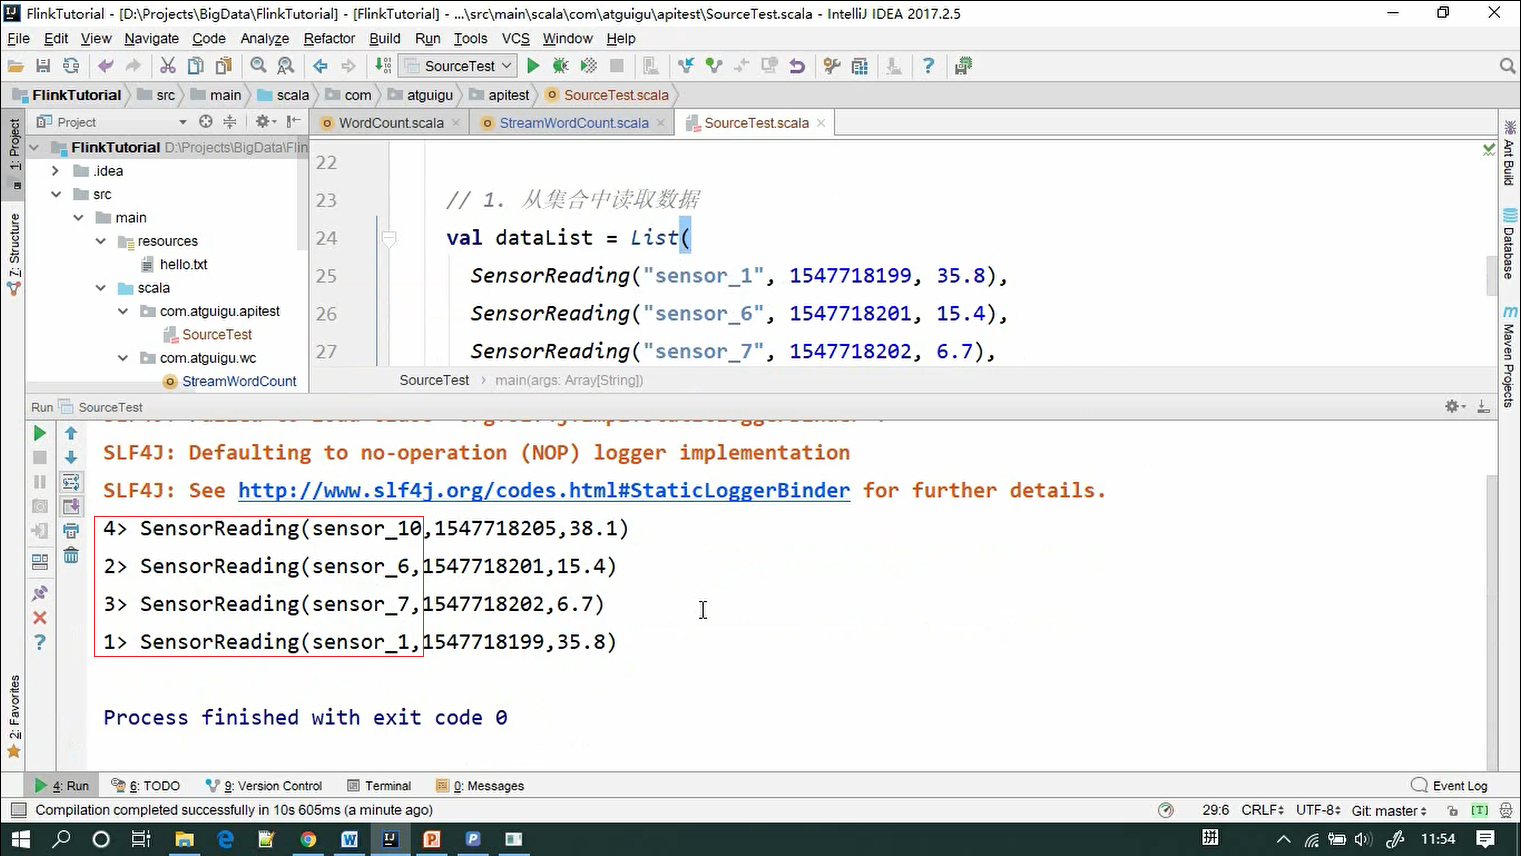 FlinkTutorial - [D:\Projects\BigData\FlinkTutorial] - [FlinkTutorial] - ...\src\main\scala\com\atguigu\apitest\SourceTest.scala - IntelliJ IDEA 2017.2.5
File Edit View Navigate Code Analyze Refactor Build Run Tools VCS Window Help
SourceTest
FlinkTutorial src main scala com atguigu apitest SourceTest.scala
Project WordCount.scala StreamWordCount.scala SourceTest.scala
1: Project
7: Structure
2: Favorites
FlinkTutorial D:\Projects\BigData\Flin
.idea
src
main
resources
hello.txt
scala
com.atguigu.apitest
SourceTest
com.atguigu.wc
StreamWordCount
22
23 // 1. 从集合中读取数据
24 val dataList = List(
25 SensorReading("sensor_1", 1547718199, 35.8),
26 SensorReading("sensor_6", 1547718201, 15.4),
27 SensorReading("sensor_7", 1547718202, 6.7),
SourceTest main(args: Array[String])
Ant Build
Database
Maven Projects
Run SourceTest
SLF4J: Defaulting to no-operation (NOP) logger implementation
SLF4J: See http://www.slf4j.org/codes.html#StaticLoggerBinder for further details.
4> SensorReading(sensor_10,1547718205,38.1)
2> SensorReading(sensor_6,1547718201,15.4)
3> SensorReading(sensor_7,1547718202,6.7)
1> SensorReading(sensor_1,1547718199,35.8)
Process finished with exit code 0
4: Run 6: TODO 9: Version Control Terminal 0: Messages Event Log
Compilation completed successfully in 10s 605ms (a minute ago) 29:6 CRLF UTF-8 Git: master [T]
拼 11:54